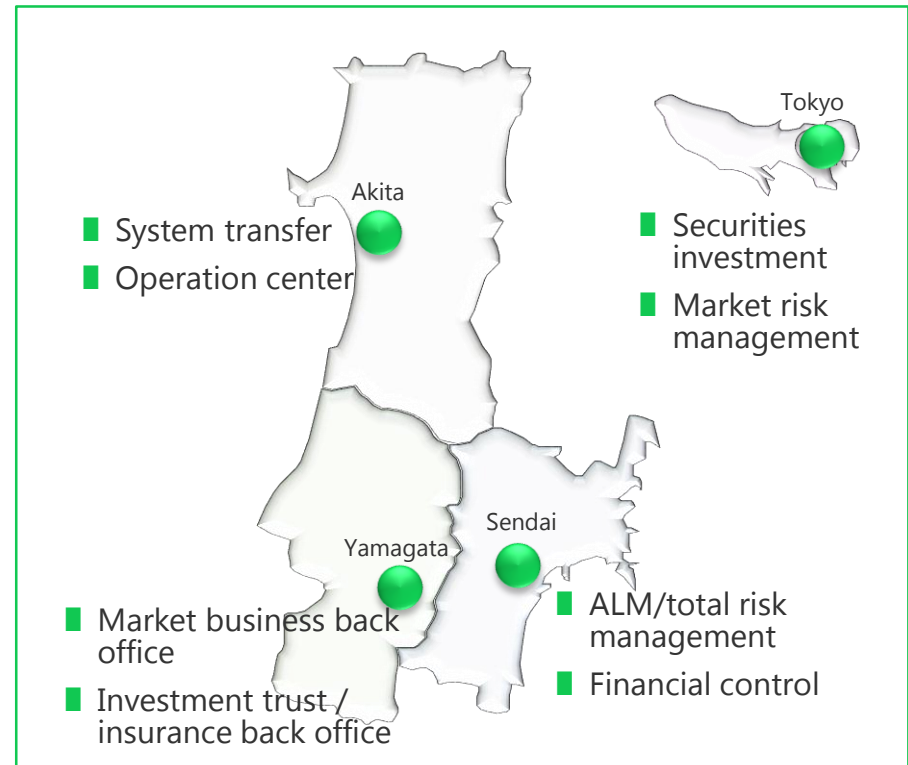 Tokyo
Akita
System transfer
Operation center
Securities
investment
Market risk
management
Sendai
Yamagata
Market business back
office
Investment trust /
insurance back office
ALM/total risk
management
Financial control